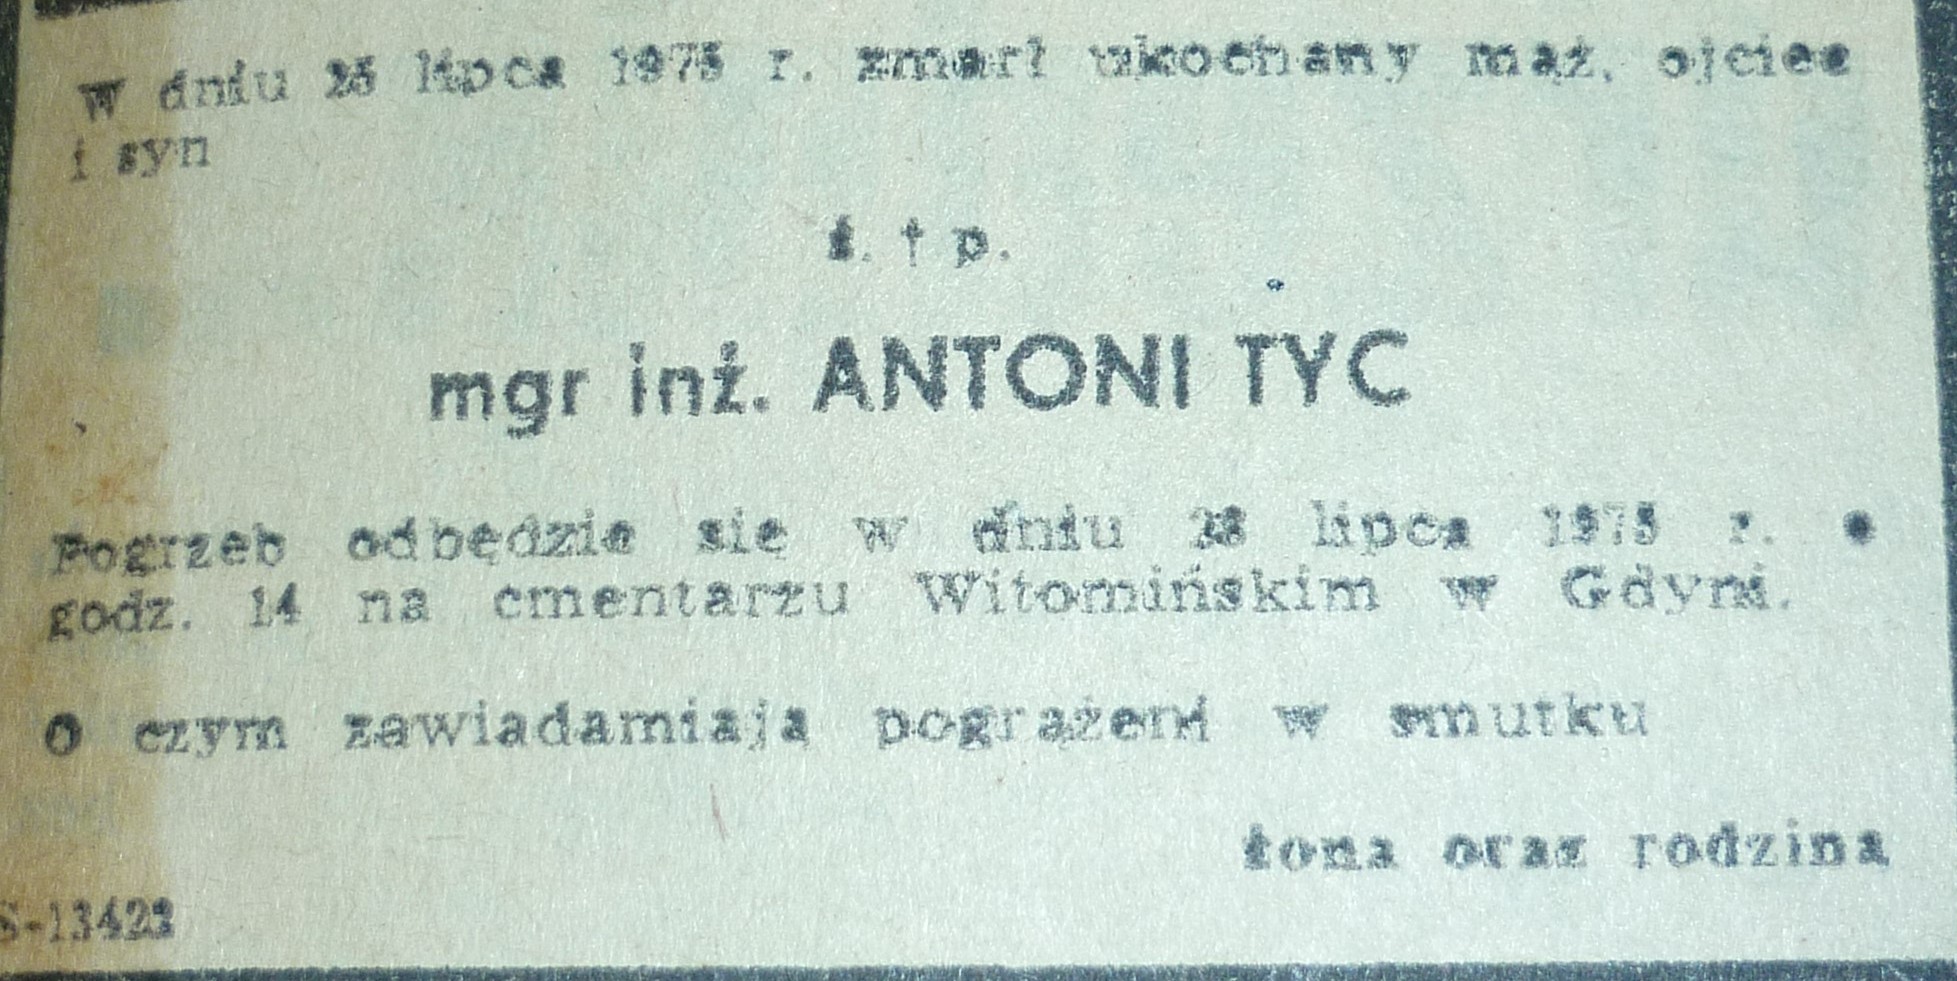 W dniu 25 lipca 1975 r. zmarł ukochany mąż, ojciec
i syn
ś. † p.
mgr inż. ANTONI TYC
Pogrzeb odbędzie się w dniu 28 lipca 1975 r. o
godz. 14 na cmentarzu Witomińskim w Gdyni.
O czym zawiadamiają pogrążeni w smutku
żona oraz rodzina
S-13423